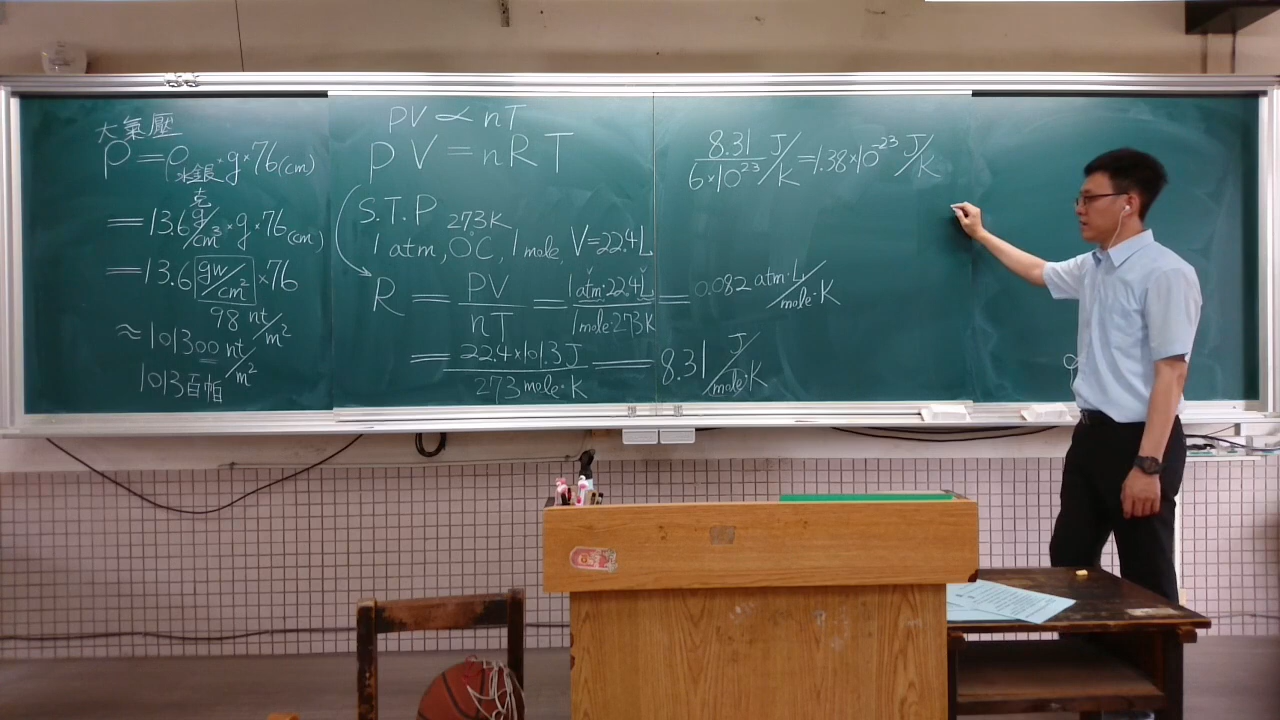 大氣壓
P=ρ水銀×g×76(cm)
=13.6克g/cm³×g×76(cm)
=13.6 gw/cm²×76
98 nt/m²
≈101300 nt/m²
1013百帕
PV∝nT
PV=nRT
S.T.P 273K
1 atm, 0°C, 1 mole, V=22.4L
R=PV/nT=1atm·22.4L/1mole·273K=0.082 atm·L/mole·K
=22.4×101.3J/273mole·K=8.31 J/mole·K
8.31/6×10²³ J/K=1.38×10⁻²³ J/K